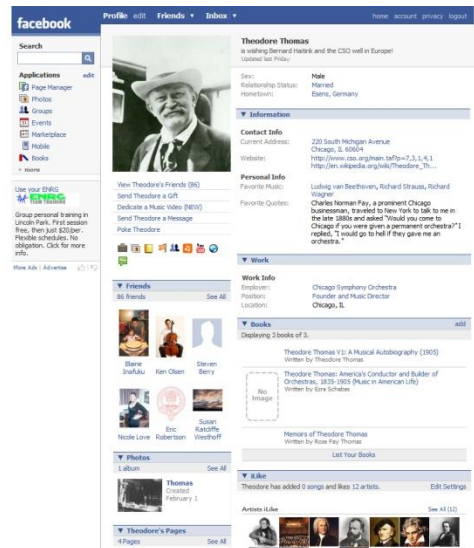 facebook
Profile edit Friends ▾ Inbox ▾
home account privacy logout
Search
Applications edit
Page Manager
Photos
Groups
Events
Marketplace
Mobile
Books
more
Use your ENRG
ENRG
TEAM TRAINING
Group personal training in
Lincoln Park. First session
free, then just $20/per.
Flexible schedules. No
obligation. Click for more
info.
More Ads | Advertise
View Theodore's Friends (86)
Send Theodore a Gift
Dedicate a Music Video (NEW)
Send Theodore a Message
Poke Theodore
Friends
86 friends See All
Blaine
Inafuku
Ken Olsen
Steven
Berry
Nicole Love
Eric
Robertson
Susan
Ratcliffe
Westhoff
Photos
1 album See All
Thomas
Created
February 1
Theodore's Pages
4 Pages See All
Theodore Thomas
is wishing Bernard Haitink and the CSO well in Europe!
Updated last Friday
Sex: Male
Relationship Status: Married
Hometown: Esens, Germany
Information
Contact Info
Current Address: 220 South Michigan Avenue
Chicago, IL 60604
Website: http://www.cso.org/main.taf?p=7,3,1,4,1
http://en.wikipedia.org/wiki/Theodore_Th...
Personal Info
Favorite Music: Ludwig van Beethoven, Richard Strauss, Richard
Wagner
Favorite Quotes: Charles Norman Fay, a prominent Chicago
businessman, traveled to New York to talk to me in
the late 1880s and asked "Would you come to
Chicago if you were given a permanent orchestra?" I
replied, "I would go to hell if they gave me an
orchestra."
Work
Work Info
Employer: Chicago Symphony Orchestra
Position: Founder and Music Director
Location: Chicago, IL
Books add
Displaying 3 books of 3.
Theodore Thomas V1: A Musical Autobiography (1905)
Written by Theodore Thomas
No
Image
Theodore Thomas: America's Conductor and Builder of
Orchestras, 1835-1905 (Music in American Life)
Written by Ezra Schabas
Memoirs of Theodore Thomas
Written by Rose Fay Thomas
List Your Books
iLike
Theodore has added 0 songs and likes 12 artists. Edit Settings
Artists iLike See All (12)